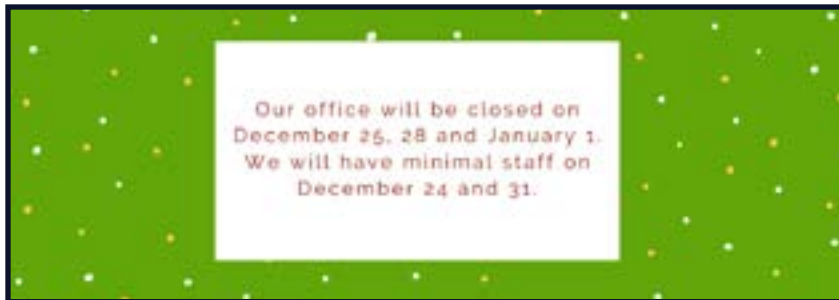 Our office will be closed on
December 25, 28 and January 1.
We will have minimal staff on
December 24 and 31.